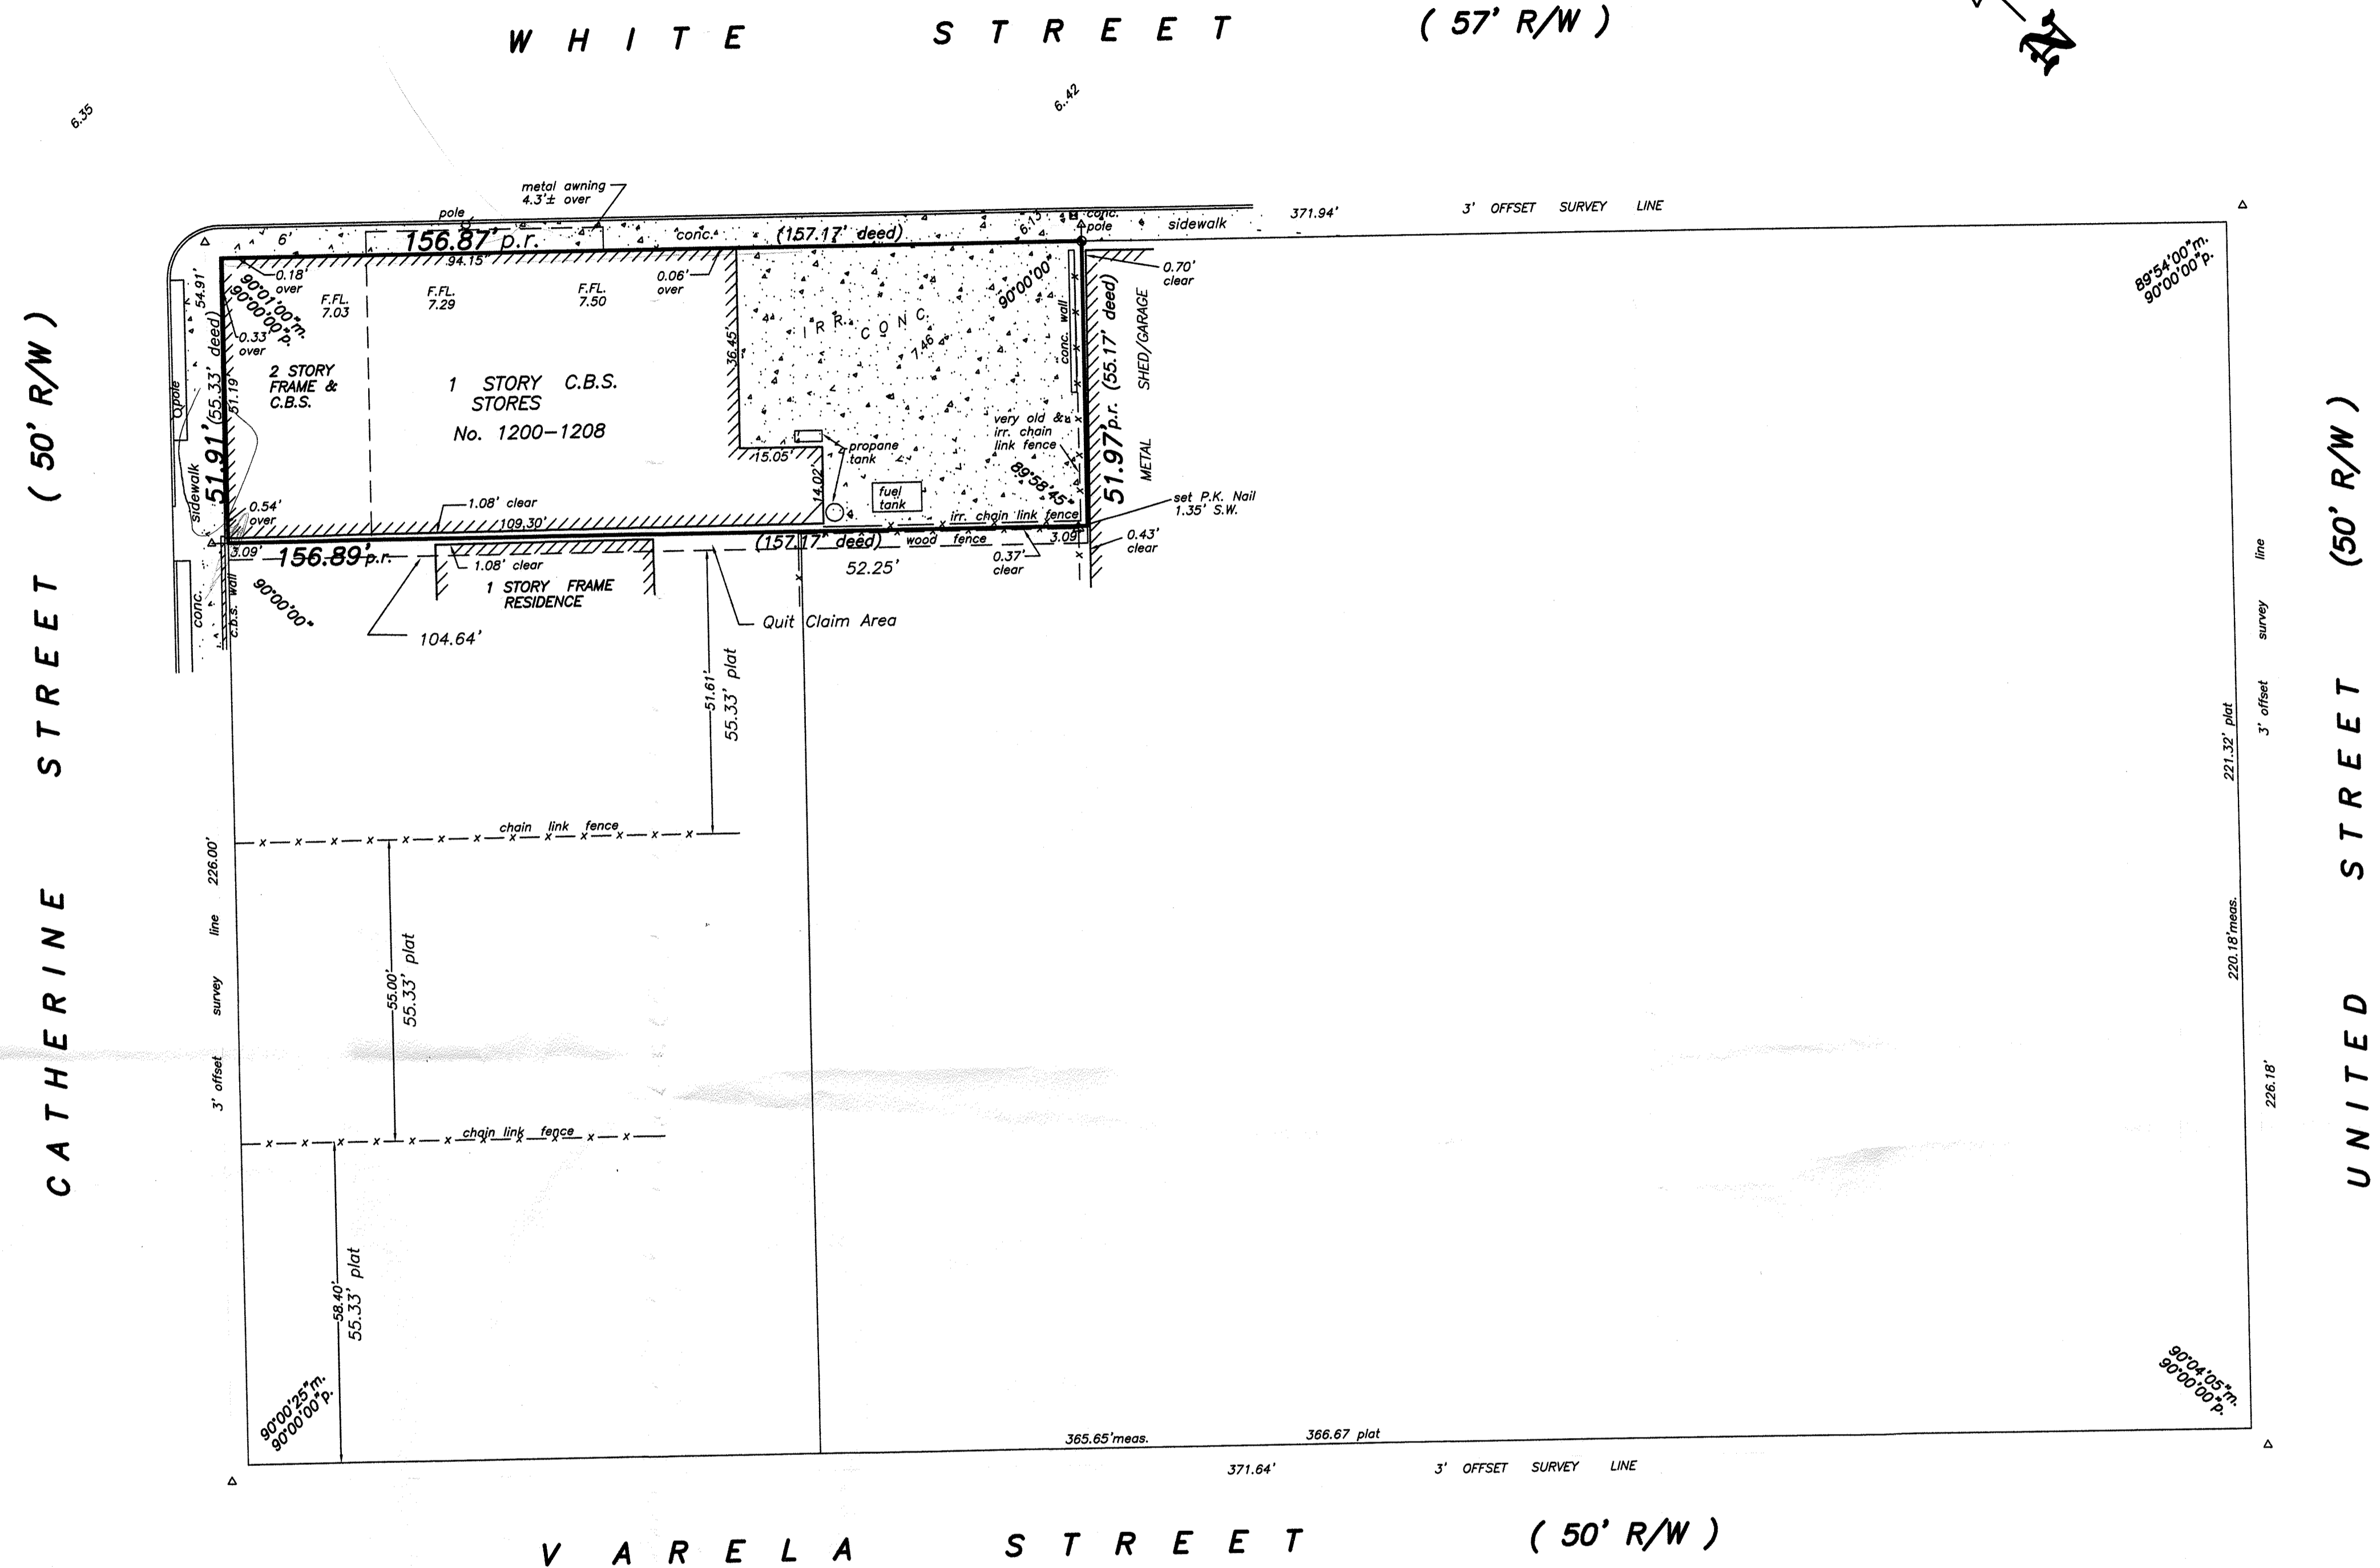 WHITE STREET ( 57' R/W )
N
6.35
6.42
metal awning
4.3'± over
pole
371.94'
3' OFFSET SURVEY LINE
conc.
pole
sidewalk
6'
156.87' p.r.
conc.
(157.17' deed)
6.13
94.15'
0.18'
over
0.06'
over
0.70'
clear
54.91'
90°01'00"m.
90°00'00"p.
F.FL.
7.03
F.FL.
7.29
F.FL.
7.50
90°00'00"
89°54'00"m.
90°00'00"p.
0.33'
over
IRR. CONC.
7.46
36.45'
conc. wall
51.97' p.r. (55.17' deed)
METAL SHED/GARAGE
2 STORY
FRAME &
C.B.S.
1 STORY C.B.S.
STORES
No. 1200-1208
51.91' (55.33' deed)
51.19'
pole
sidewalk
very old &
irr. chain
link fence
propane
tank
15.05'
14.02'
fuel
tank
89°58'45"
set P.K. Nail
1.35' S.W.
0.54'
over
1.08' clear
109.30'
irr. chain link fence
3.09'
156.89' p.r.
(157.17' deed)
wood fence
3.09'
0.43'
clear
1.08' clear
52.25'
0.37'
clear
1 STORY FRAME
RESIDENCE
90°00'00"
c.b.s. wall
conc.
104.64'
Quit Claim Area
51.61'
55.33' plat
CATHERINE STREET ( 50' R/W )
3' offset survey line 226.00'
chain link fence
55.00'
55.33' plat
chain link fence
58.40'
55.33' plat
3' offset survey line
221.32' plat
220.18'meas.
226.18'
UNITED STREET (50' R/W )
90°00'25"m.
90°00'00"p.
90°04'05"m.
90°00'00"p.
365.65'meas.
366.67 plat
371.64'
3' OFFSET SURVEY LINE
VARELA STREET ( 50' R/W )